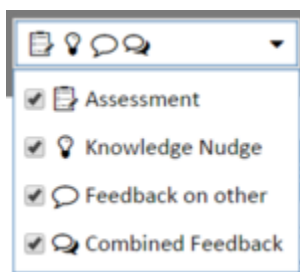 Assessment
Knowledge Nudge
Feedback on other
Combined Feedback